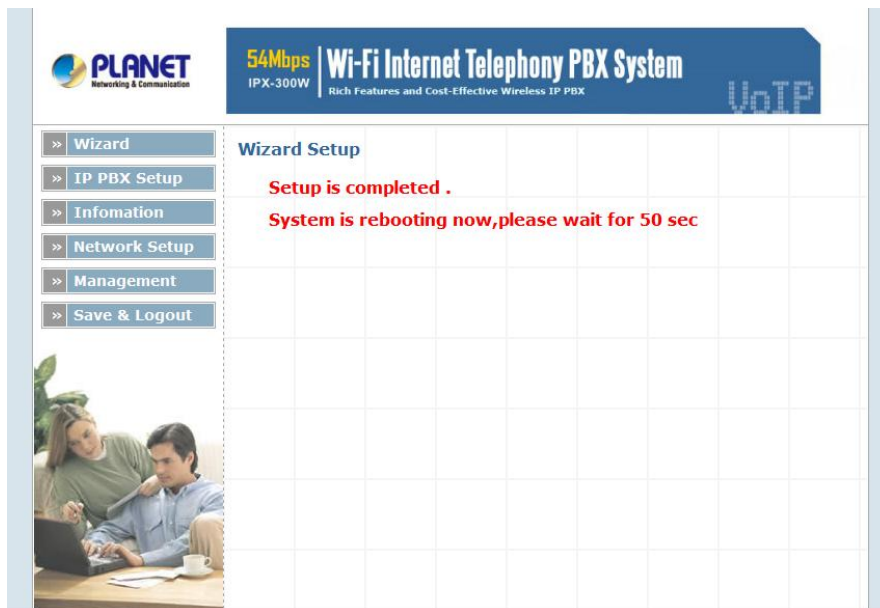 PLANET
Networking & Communication
54Mbps
IPX-300W
Wi-Fi Internet Telephony PBX System
Rich Features and Cost-Effective Wireless IP PBX
VoIP
» Wizard
» IP PBX Setup
» Infomation
» Network Setup
» Management
» Save & Logout
Wizard Setup
Setup is completed .
System is rebooting now,please wait for 50 sec